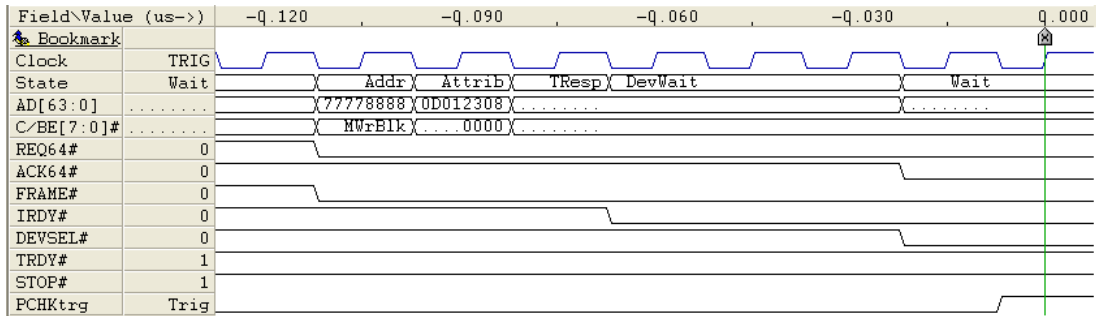 Field\Value (us->) -0.120 -0.090 -0.060 -0.030 0.000
Bookmark
Clock TRIG
State Wait Addr Attrib TResp DevWait Wait
AD[63:0] ........ 77778888 0D012308 ........ ........
C/BE[7:0]# ........ MWrBlk ....0000 ........
REQ64# 0
ACK64# 0
FRAME# 0
IRDY# 0
DEVSEL# 0
TRDY# 1
STOP# 1
PCHKtrg Trig